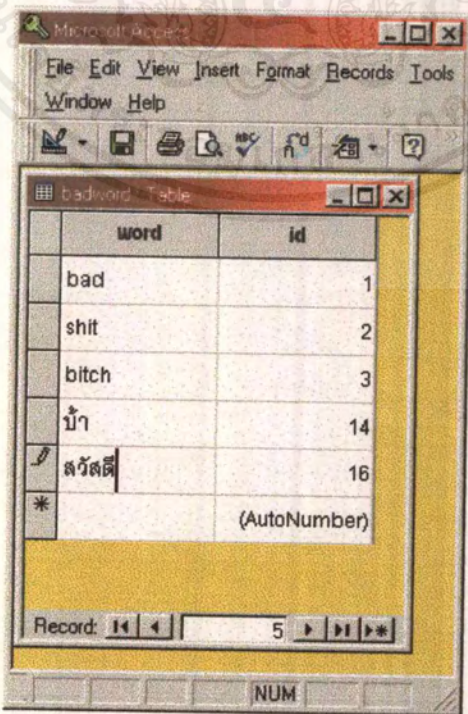 Microsoft Access
File Edit View Insert Format Records Tools
Window Help
badword : Table
word id
bad 1
shit 2
bitch 3
บ้า 14
สวัสดี 16
(AutoNumber)
Record: 5
NUM